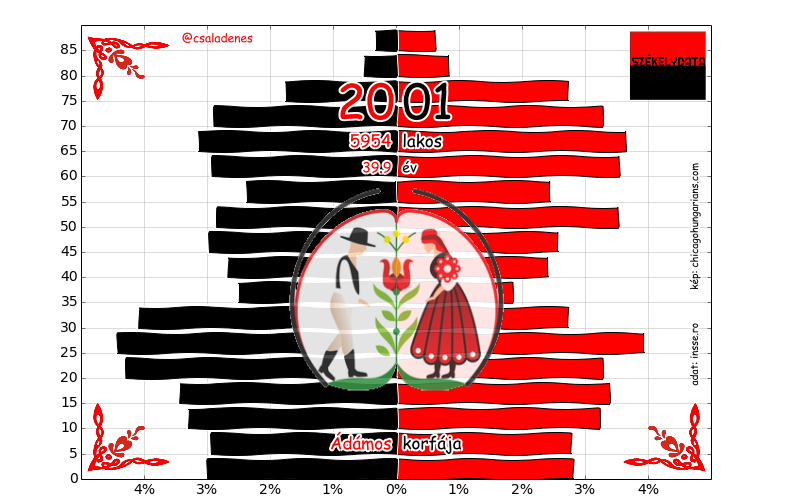 @csaladenes
SZÉKELYDATA
2001
5954 lakos
39.9 év
Ádámos korfája
kép: chicagohungarians.com
adat: insse.ro
85
80
75
70
65
60
55
50
45
40
35
30
25
20
15
10
5
0
4% 3% 2% 1% 0% 1% 2% 3% 4%